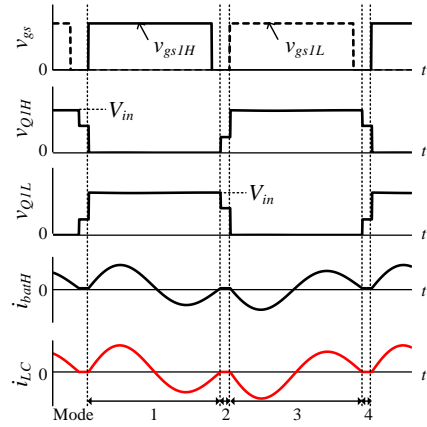 v_gs
v_gs1H
v_gs1L
0
t
v_Q1H
V_in
0
t
v_Q1L
V_in
0
t
i_batH
0
t
i_LC
0
t
Mode 1 2 3 4